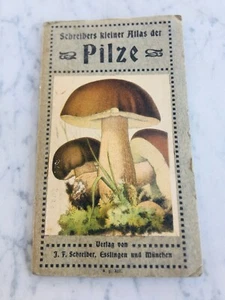 Schreibers kleiner Atlas der
Pilze
Verlag von
J. F. Schreiber, Esslingen und München